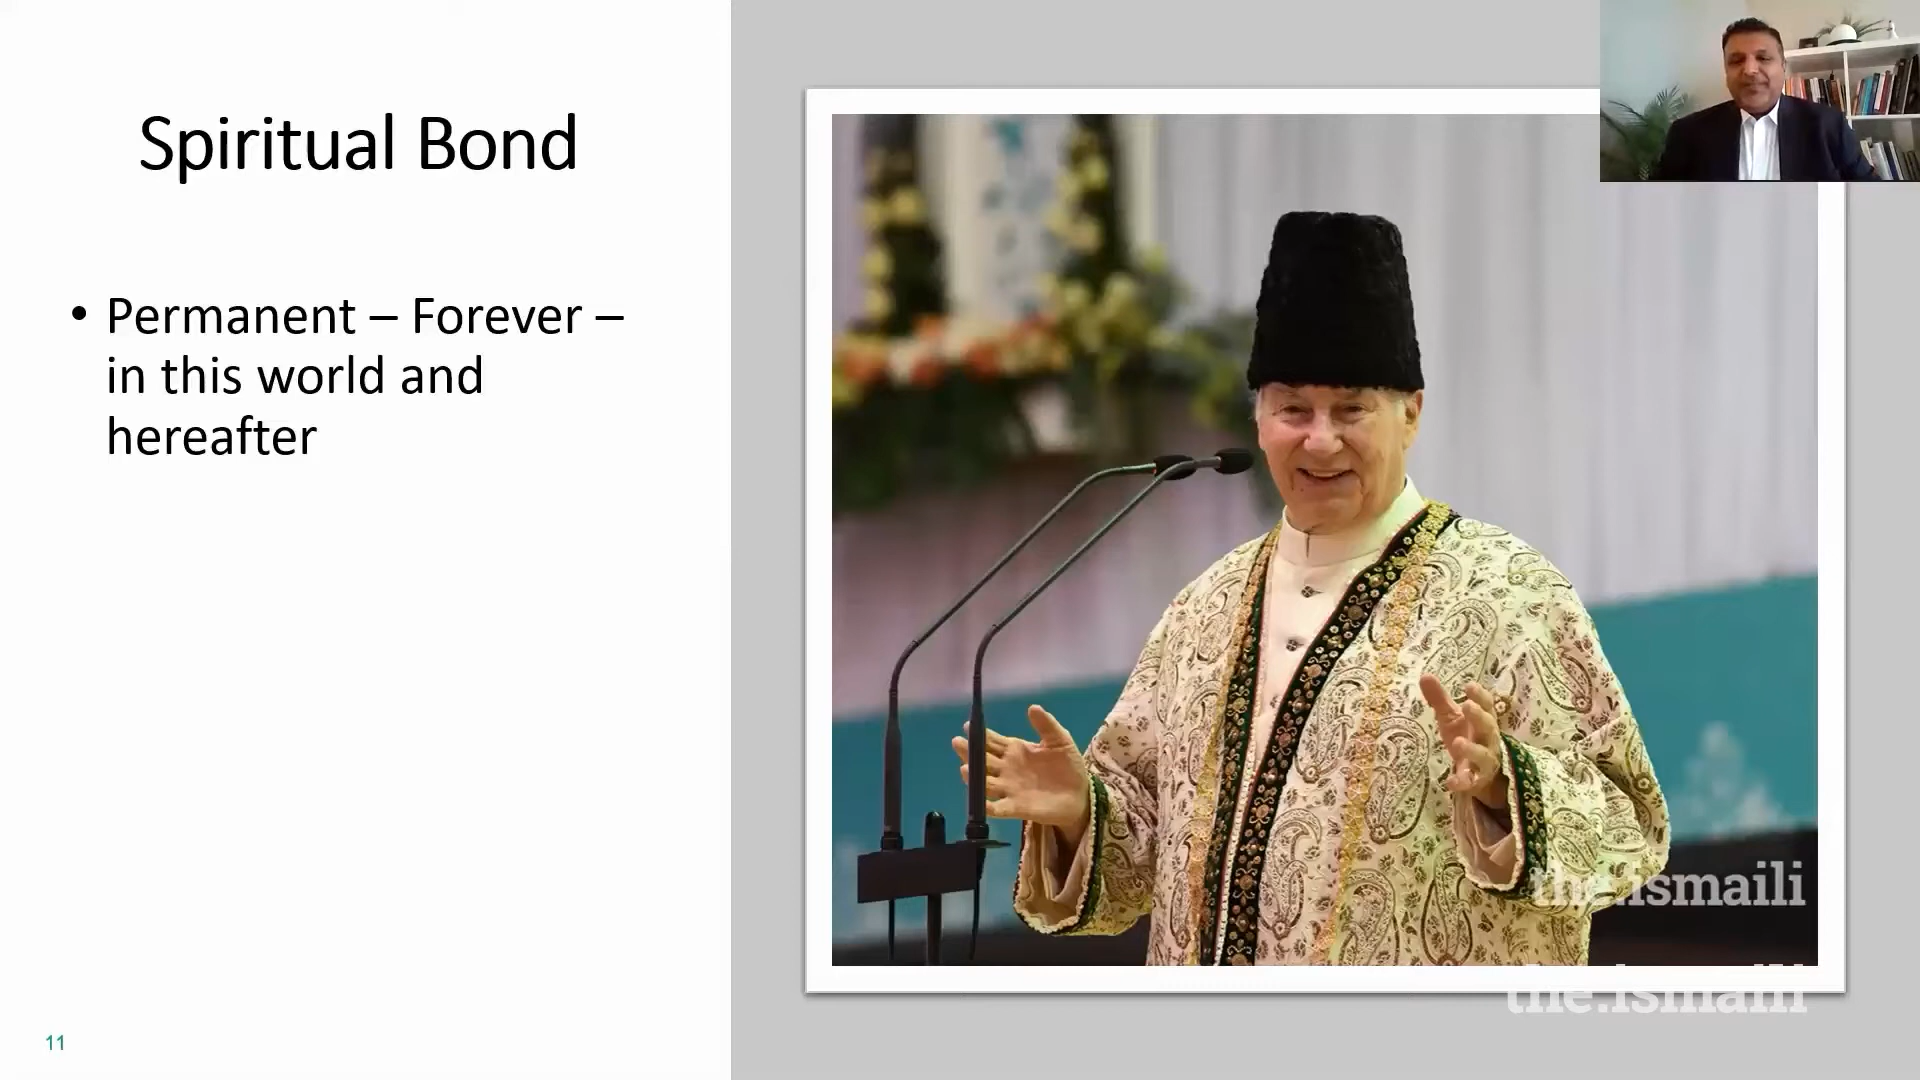 Spiritual Bond
• Permanent – Forever –
in this world and
hereafter
the.ismaili
the.ismaili
11